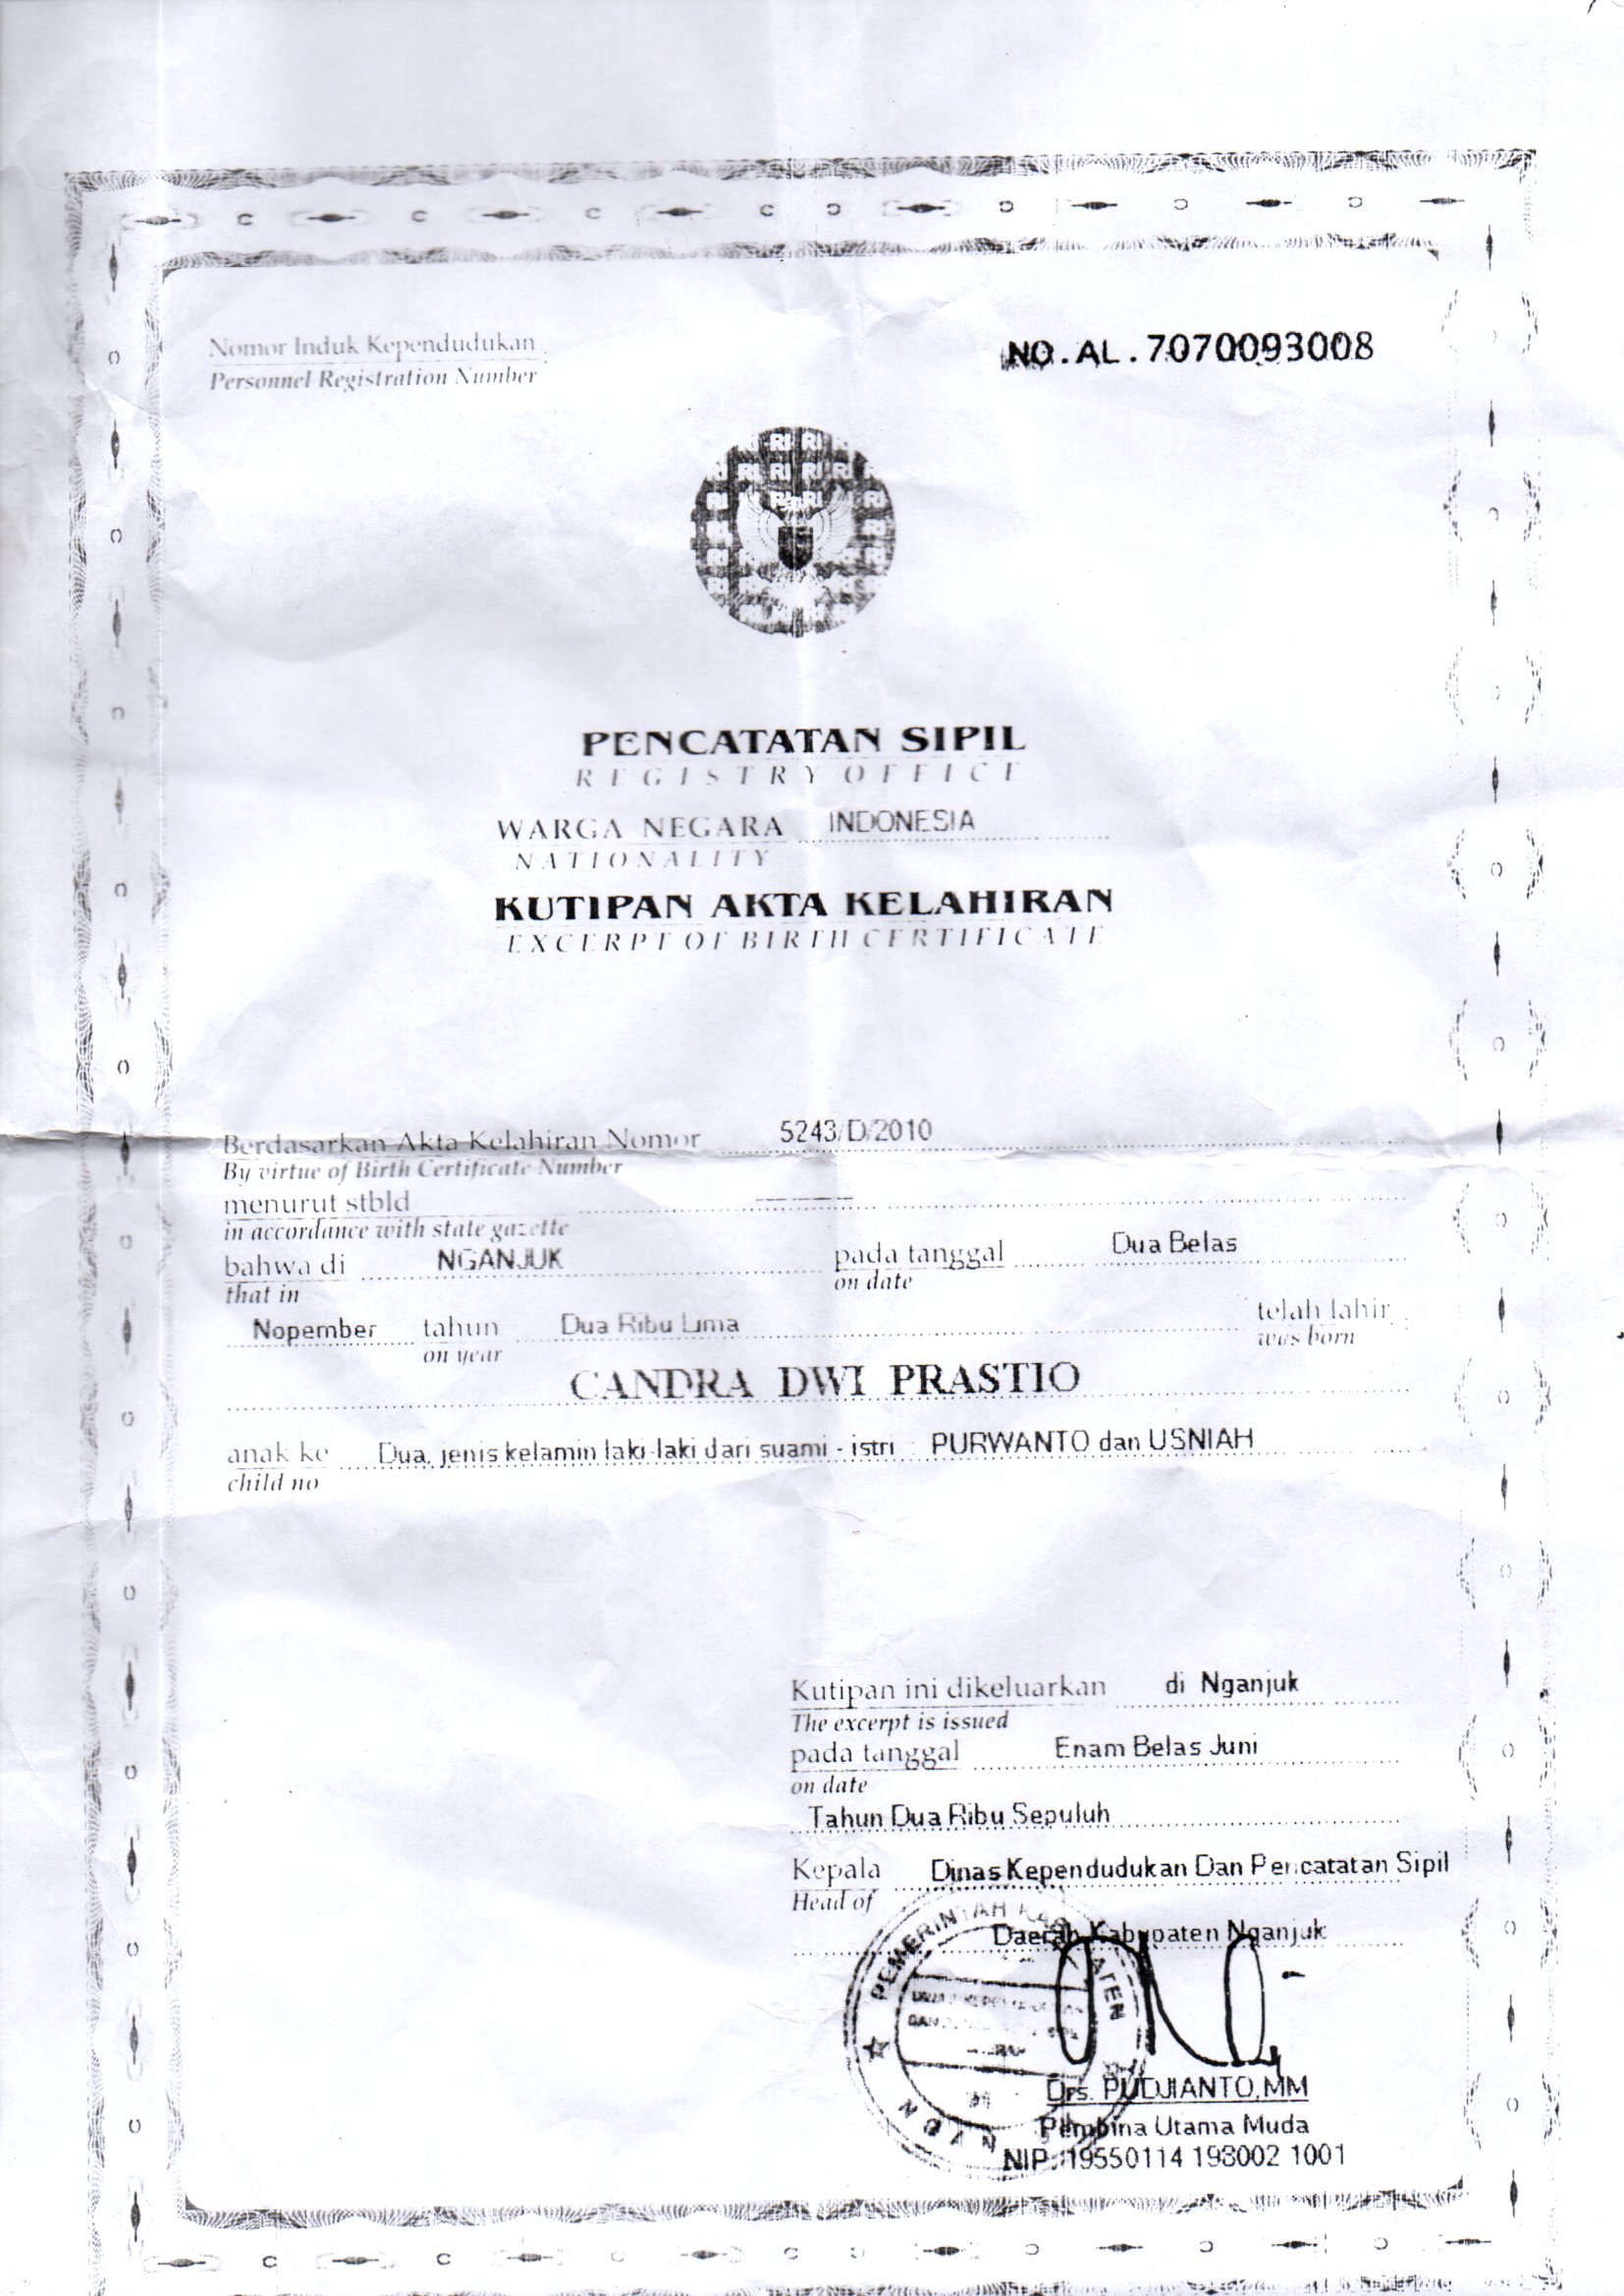 Nomor Induk Kependudukan
Personnel Registration Number
NO. AL. 7070093008
PENCATATAN SIPIL
REGISTRY OFFICE
WARGA NEGARA INDONESIA
NATIONALITY
KUTIPAN AKTA KELAHIRAN
EXCERPT OF BIRTH CERTIFICATE
Berdasarkan Akta Kelahiran Nomor 5243/D/2010
By virtue of Birth Certificate Number
menurut stbld
in accordance with state gazette
bahwa di NGANJUK pada tanggal Dua Belas
that in on date
Nopember tahun Dua Ribu Lima telah lahir
on year was born
CANDRA DWI PRASTIO
anak ke Dua, jenis kelamin laki-laki dari suami - istri : PURWANTO dan USNIAH
child no
Kutipan ini dikeluarkan di Nganjuk
The excerpt is issued
pada tanggal Enam Belas Juni
on date
Tahun Dua Ribu Sepuluh
Kepala Dinas Kependudukan Dan Pencatatan Sipil
Head of
Daerah Kabupaten Nganjuk
PEMERINTAH KABUPATEN
Drs. PUDJIANTO,MM
Pembina Utama Muda
NIP. 19550114 198002 1001